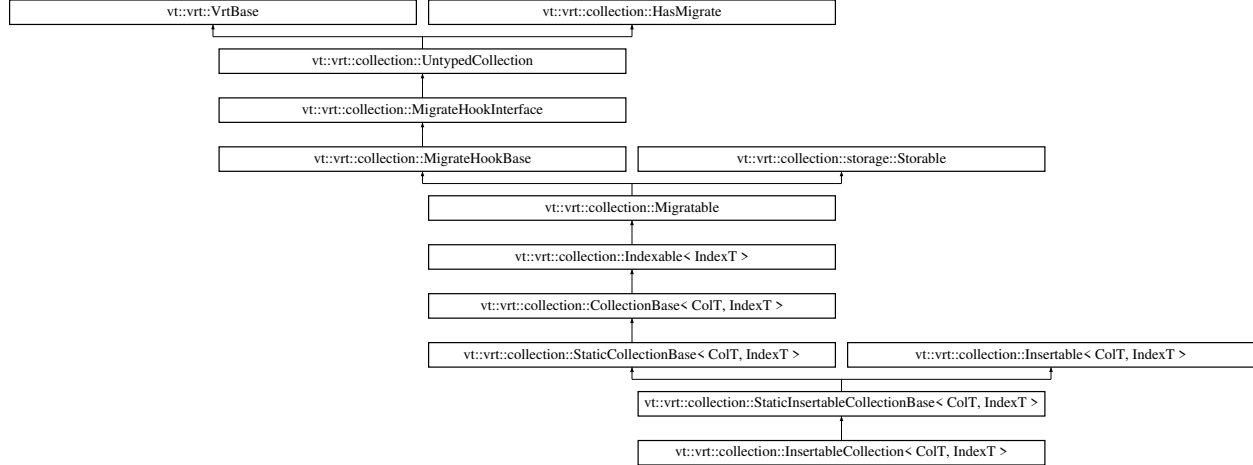 vt::vrt::VrtBase
vt::vrt::collection::HasMigrate
vt::vrt::collection::UntypedCollection
vt::vrt::collection::MigrateHookInterface
vt::vrt::collection::MigrateHookBase
vt::vrt::collection::storage::Storable
vt::vrt::collection::Migratable
vt::vrt::collection::Indexable< IndexT >
vt::vrt::collection::CollectionBase< ColT, IndexT >
vt::vrt::collection::StaticCollectionBase< ColT, IndexT >
vt::vrt::collection::Insertable< ColT, IndexT >
vt::vrt::collection::StaticInsertableCollectionBase< ColT, IndexT >
vt::vrt::collection::InsertableCollection< ColT, IndexT >